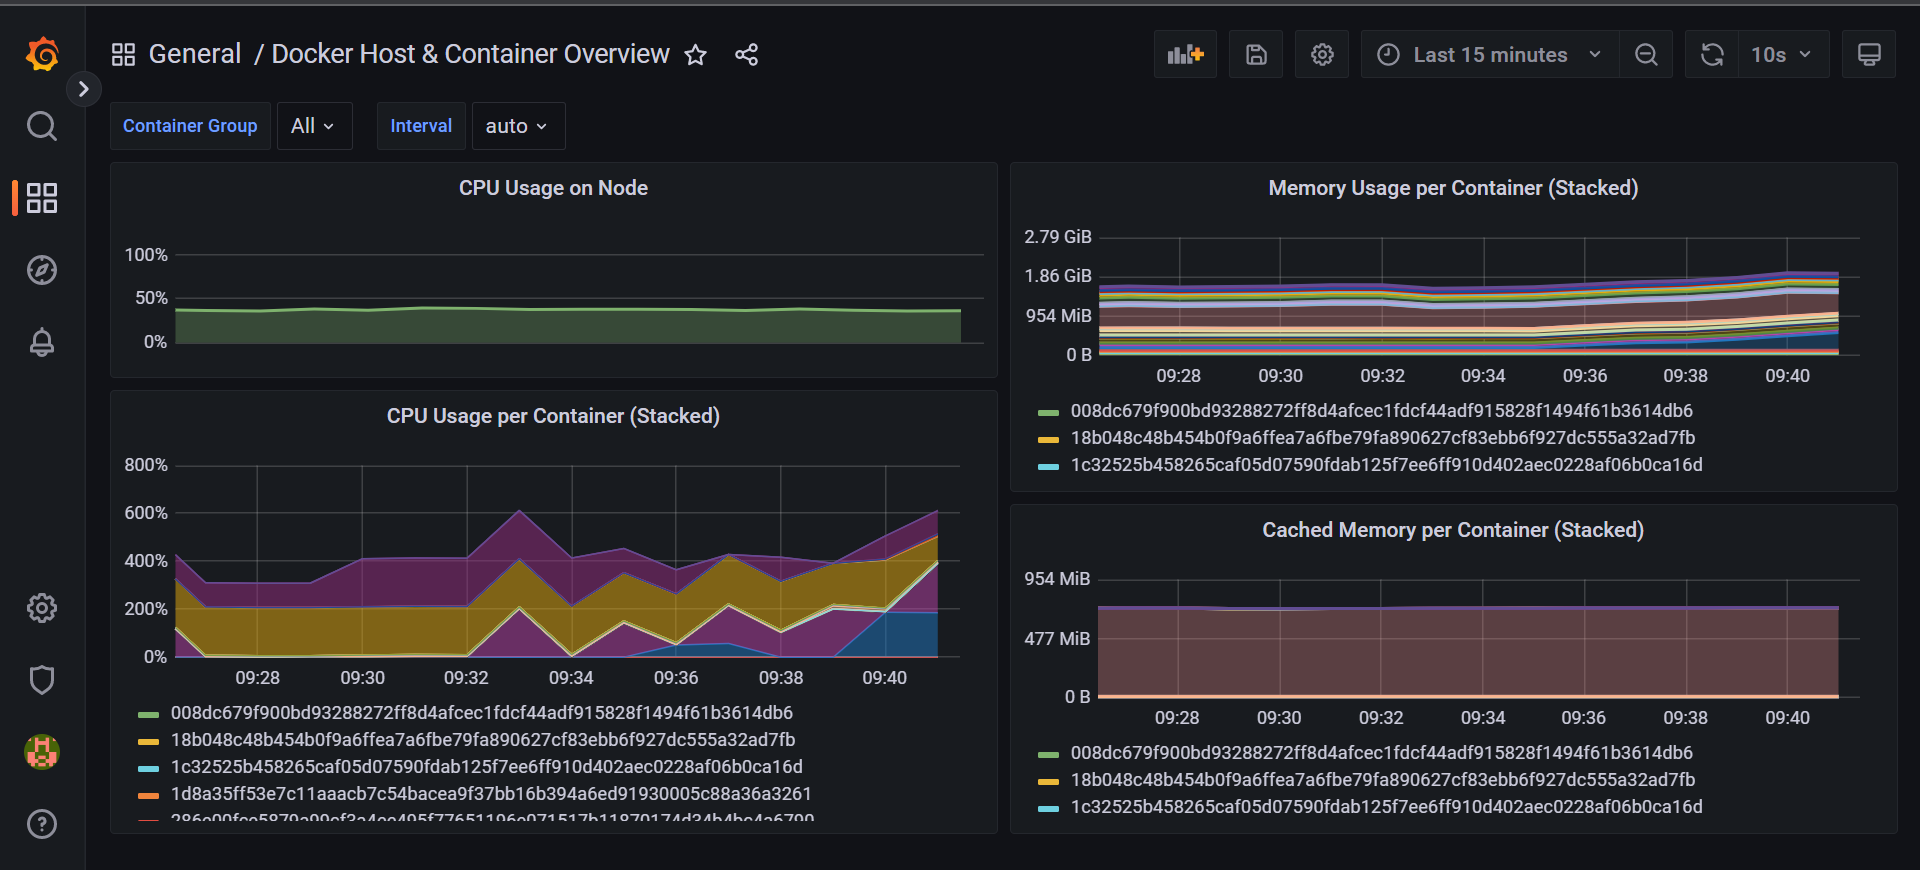 General / Docker Host & Container Overview
Last 15 minutes
10s
Container Group
All
Interval
auto
CPU Usage on Node
100%
50%
0%
CPU Usage per Container (Stacked)
800%
600%
400%
200%
0%
09:28 09:30 09:32 09:34 09:36 09:38 09:40
008dc679f900bd93288272ff8d4afcec1fdcf44adf915828f1494f61b3614db6
18b048c48b454b0f9a6ffea7a6fbe79fa890627cf83ebb6f927dc555a32ad7fb
1c32525b458265caf05d07590fdab125f7ee6ff910d402aec0228af06b0ca16d
1d8a35ff53e7c11aaacb7c54bacea9f37bb16b394a6ed91930005c88a36a3261
Memory Usage per Container (Stacked)
2.79 GiB
1.86 GiB
954 MiB
0 B
09:28 09:30 09:32 09:34 09:36 09:38 09:40
008dc679f900bd93288272ff8d4afcec1fdcf44adf915828f1494f61b3614db6
18b048c48b454b0f9a6ffea7a6fbe79fa890627cf83ebb6f927dc555a32ad7fb
1c32525b458265caf05d07590fdab125f7ee6ff910d402aec0228af06b0ca16d
Cached Memory per Container (Stacked)
954 MiB
477 MiB
0 B
09:28 09:30 09:32 09:34 09:36 09:38 09:40
008dc679f900bd93288272ff8d4afcec1fdcf44adf915828f1494f61b3614db6
18b048c48b454b0f9a6ffea7a6fbe79fa890627cf83ebb6f927dc555a32ad7fb
1c32525b458265caf05d07590fdab125f7ee6ff910d402aec0228af06b0ca16d